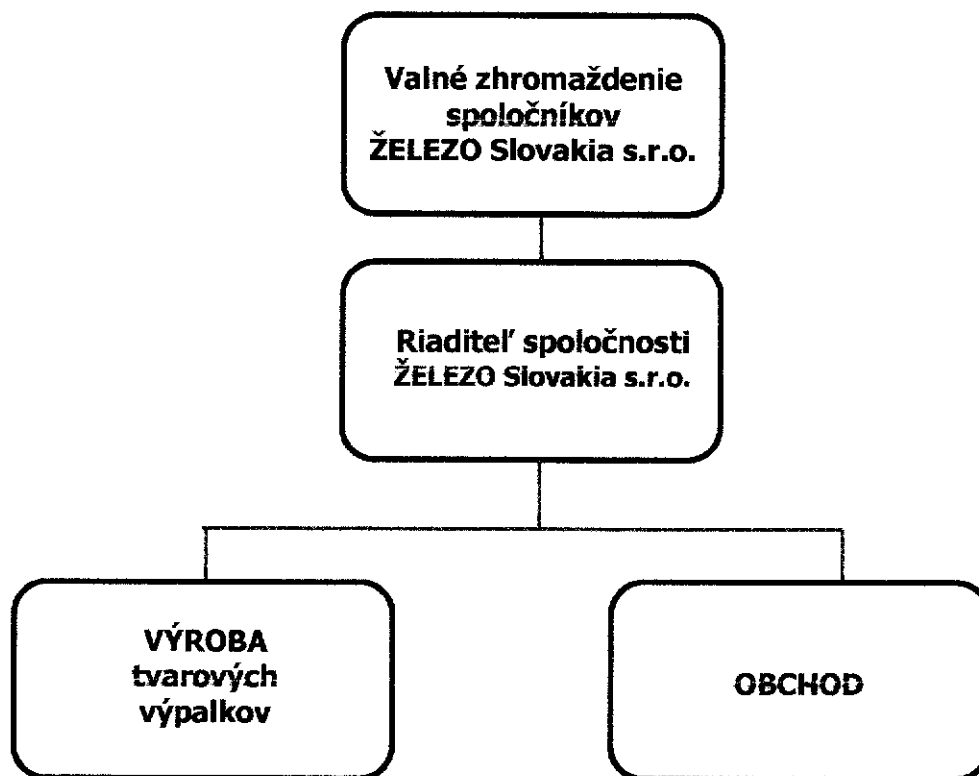 Valné zhromaždenie
spoločníkov
ŽELEZO Slovakia s.r.o.
Riaditeľ spoločnosti
ŽELEZO Slovakia s.r.o.
VÝROBA
tvarových
výpalkov
OBCHOD